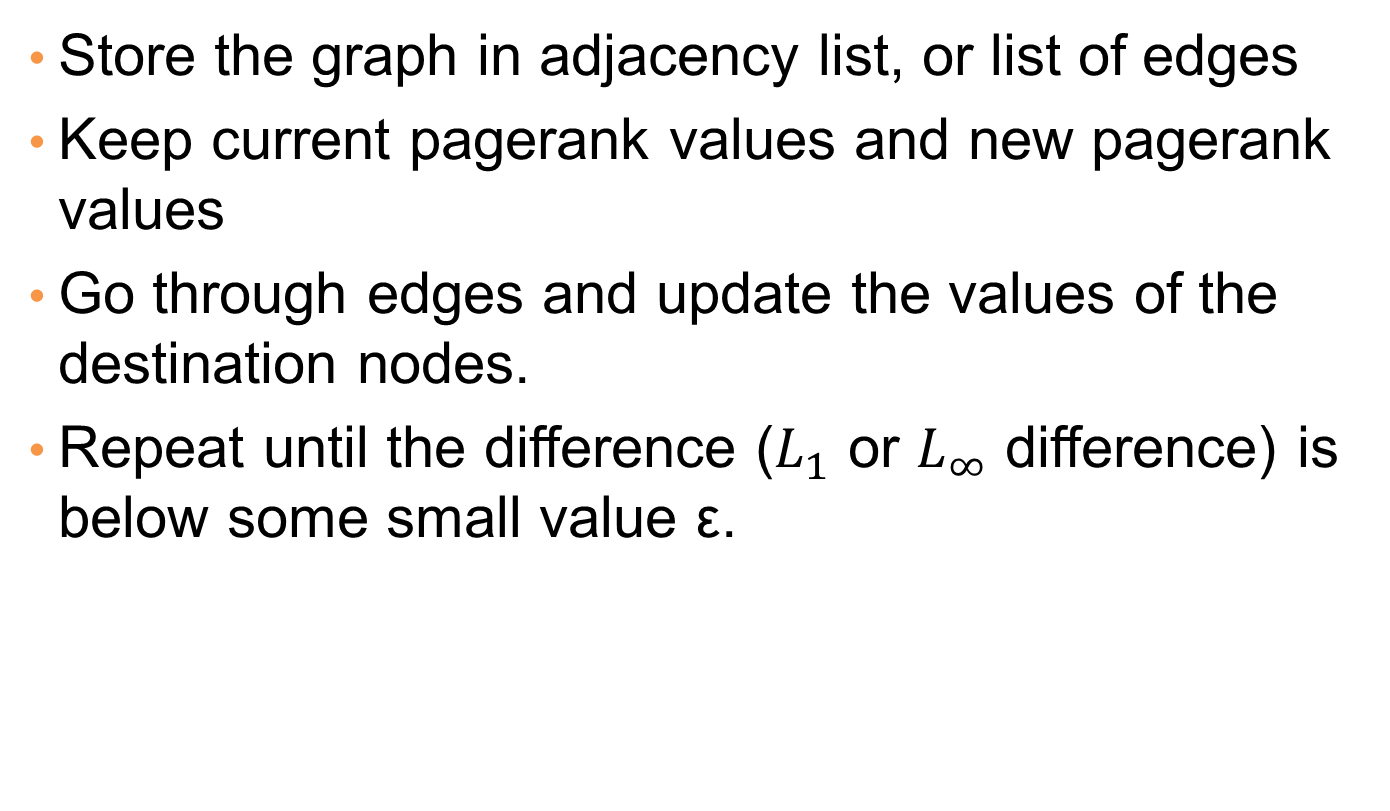 • Store the graph in adjacency list, or list of edges
• Keep current pagerank values and new pagerank
values
• Go through edges and update the values of the
destination nodes.
• Repeat until the difference (𝐿₁ or 𝐿∞ difference) is
below some small value ε.